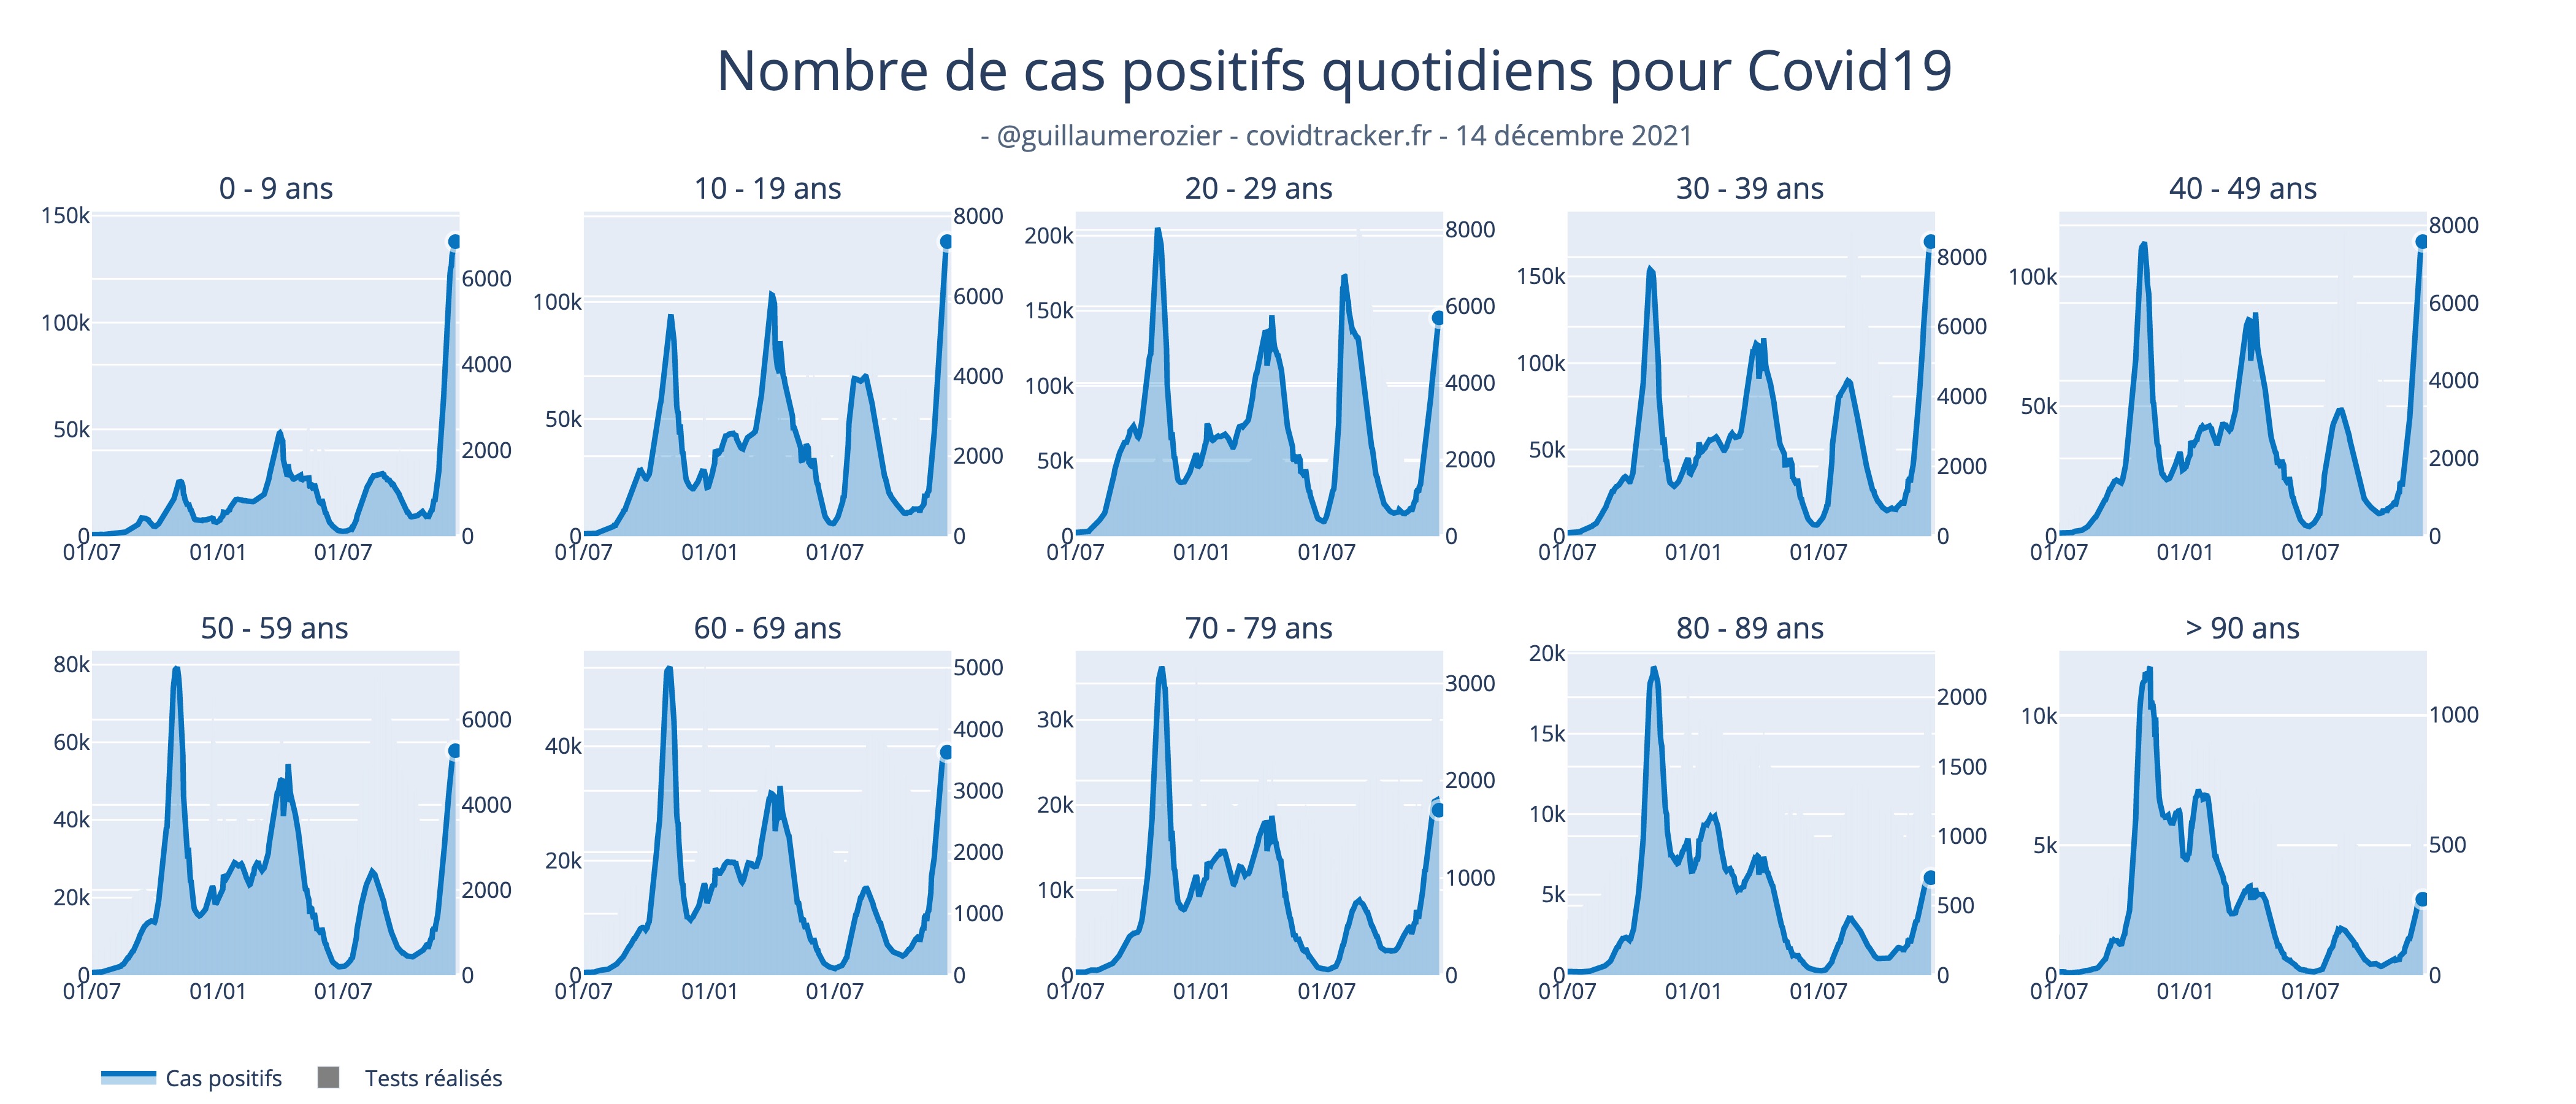 Nombre de cas positifs quotidiens pour Covid19
- @guillaumerozier - covidtracker.fr - 14 décembre 2021
0 - 9 ans
150k
100k
50k
0
6000
4000
2000
0
01/07 01/01 01/07
10 - 19 ans
100k
50k
0
8000
6000
4000
2000
0
01/07 01/01 01/07
20 - 29 ans
200k
150k
100k
50k
0
8000
6000
4000
2000
0
01/07 01/01 01/07
30 - 39 ans
150k
100k
50k
0
8000
6000
4000
2000
0
01/07 01/01 01/07
40 - 49 ans
100k
50k
0
8000
6000
4000
2000
0
01/07 01/01 01/07
50 - 59 ans
80k
60k
40k
20k
0
6000
4000
2000
0
01/07 01/01 01/07
60 - 69 ans
40k
20k
0
5000
4000
3000
2000
1000
0
01/07 01/01 01/07
70 - 79 ans
30k
20k
10k
0
3000
2000
1000
0
01/07 01/01 01/07
80 - 89 ans
20k
15k
10k
5k
0
2000
1500
1000
500
0
01/07 01/01 01/07
> 90 ans
10k
5k
0
1000
500
0
01/07 01/01 01/07
Cas positifs Tests réalisés